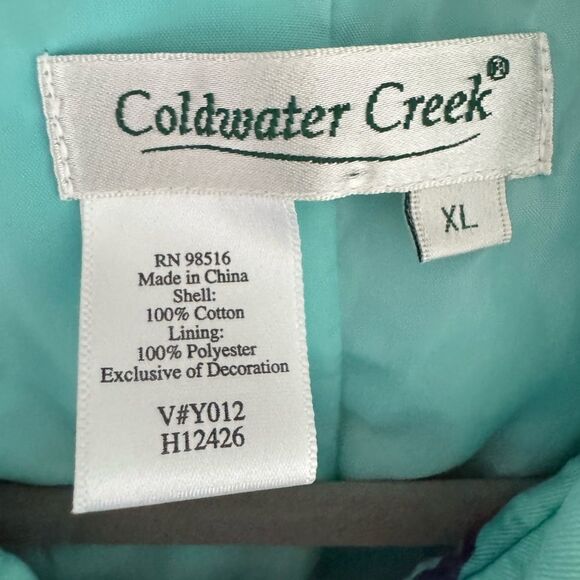 Coldwater Creek®
XL
RN 98516
Made in China
Shell:
100% Cotton
Lining:
100% Polyester
Exclusive of Decoration
V#Y012
H12426